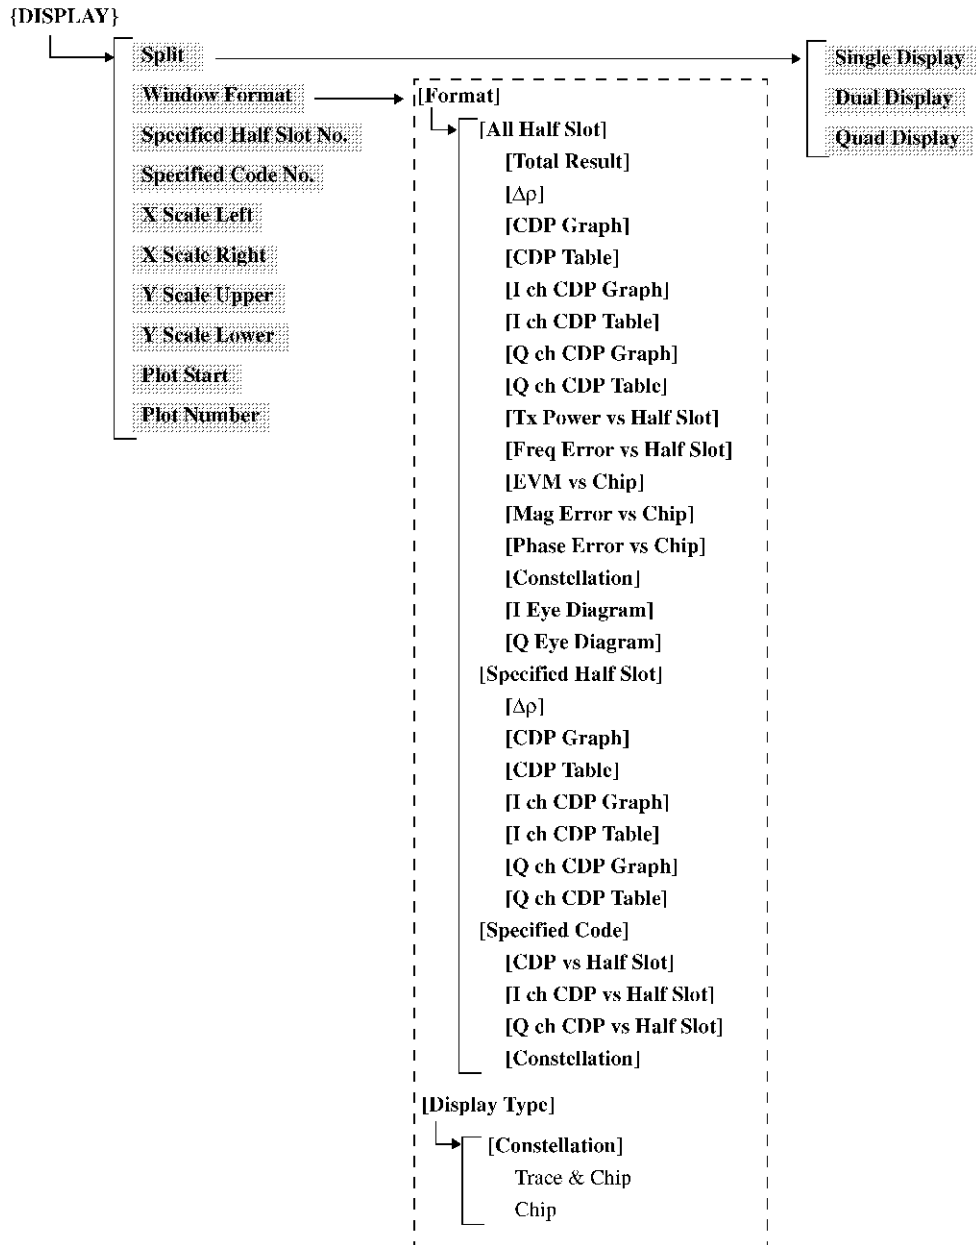 {DISPLAY}
Split
Window Format
Specified Half Slot No.
Specified Code No.
X Scale Left
X Scale Right
Y Scale Upper
Y Scale Lower
Plot Start
Plot Number
Single Display
Dual Display
Quad Display
[Format]
[All Half Slot]
[Total Result]
[Δρ]
[CDP Graph]
[CDP Table]
[I ch CDP Graph]
[I ch CDP Table]
[Q ch CDP Graph]
[Q ch CDP Table]
[Tx Power vs Half Slot]
[Freq Error vs Half Slot]
[EVM vs Chip]
[Mag Error vs Chip]
[Phase Error vs Chip]
[Constellation]
[I Eye Diagram]
[Q Eye Diagram]
[Specified Half Slot]
[Δρ]
[CDP Graph]
[CDP Table]
[I ch CDP Graph]
[I ch CDP Table]
[Q ch CDP Graph]
[Q ch CDP Table]
[Specified Code]
[CDP vs Half Slot]
[I ch CDP vs Half Slot]
[Q ch CDP vs Half Slot]
[Constellation]
[Display Type]
[Constellation]
Trace & Chip
Chip